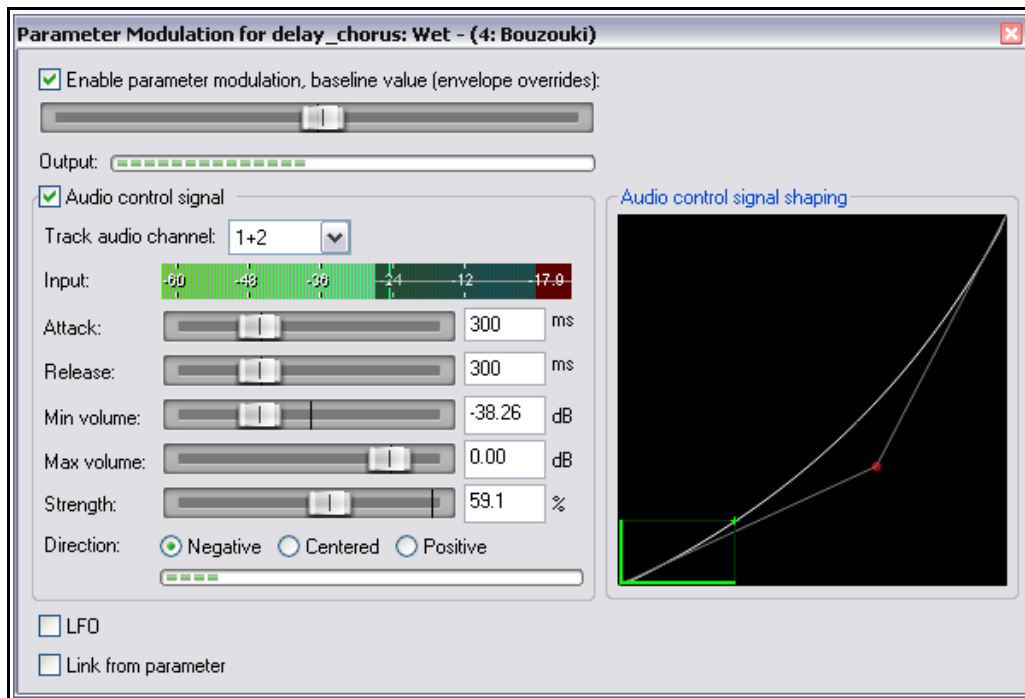 Parameter Modulation for delay_chorus: Wet - (4: Bouzouki)
Enable parameter modulation, baseline value (envelope overrides):
Output:
Audio control signal
Audio control signal shaping
Track audio channel: 1+2
Input: -60 -48 -36 -24 -12 -17.9
Attack: 300 ms
Release: 300 ms
Min volume: -38.26 dB
Max volume: 0.00 dB
Strength: 59.1 %
Direction: Negative Centered Positive
LFO
Link from parameter